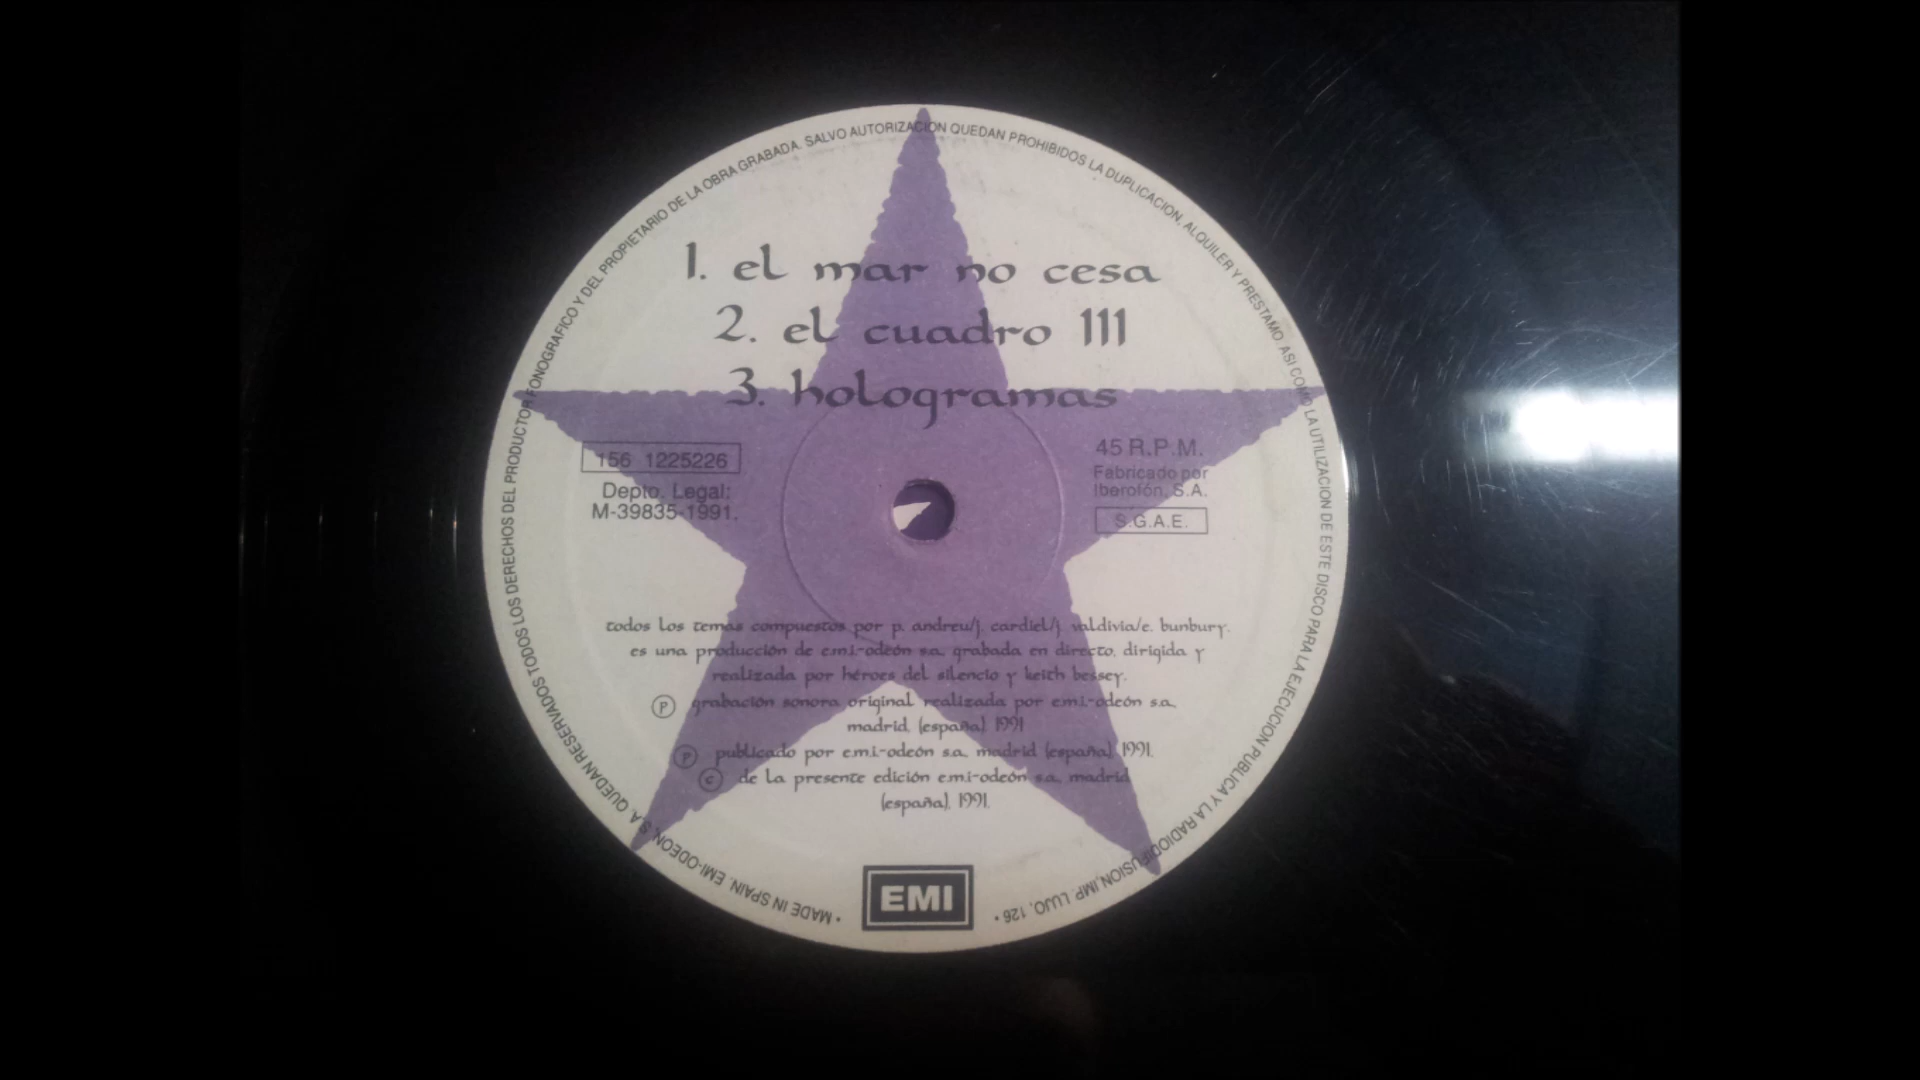 1. el mar no cesa
2. el cuadro 111
3. hologramas
156 1225226
Depto. Legal:
M-39835-1991.
45 R.P.M.
Fabricado por
Iberofón, S.A.
S.G.A.E.
todos los temas compuestos por p. andreu/j. cardiel/j. valdivia/e. bunbury.
es una producción de e.m.i.-odeón s.a. grabada en directo, dirigida y
realizada por héroes del silencio y keith bessey.
P grabación sonora original realizada por e.m.i.-odeón s.a.
madrid, (españa) 1991
P publicado por e.m.i-odeón s.a. madrid (españa) 1991.
C de la presente edición e.m.i-odeón s.a. madrid
(españa), 1991.
EMI
• MADE IN SPAIN. EMI-ODEON, S.A. QUEDAN RESERVADOS TODOS LOS DERECHOS DEL PRODUCTOR FONOGRAFICO Y DEL PROPIETARIO DE LA OBRA GRABADA. SALVO AUTORIZACION QUEDAN PROHIBIDOS LA DUPLICACION, ALQUILER Y PRESTAMO, ASI COMO LA UTILIZACION DE ESTE DISCO PARA LA EJECUCION PUBLICA Y LA RADIODIFUSION, IMP. LUJO, 126 •